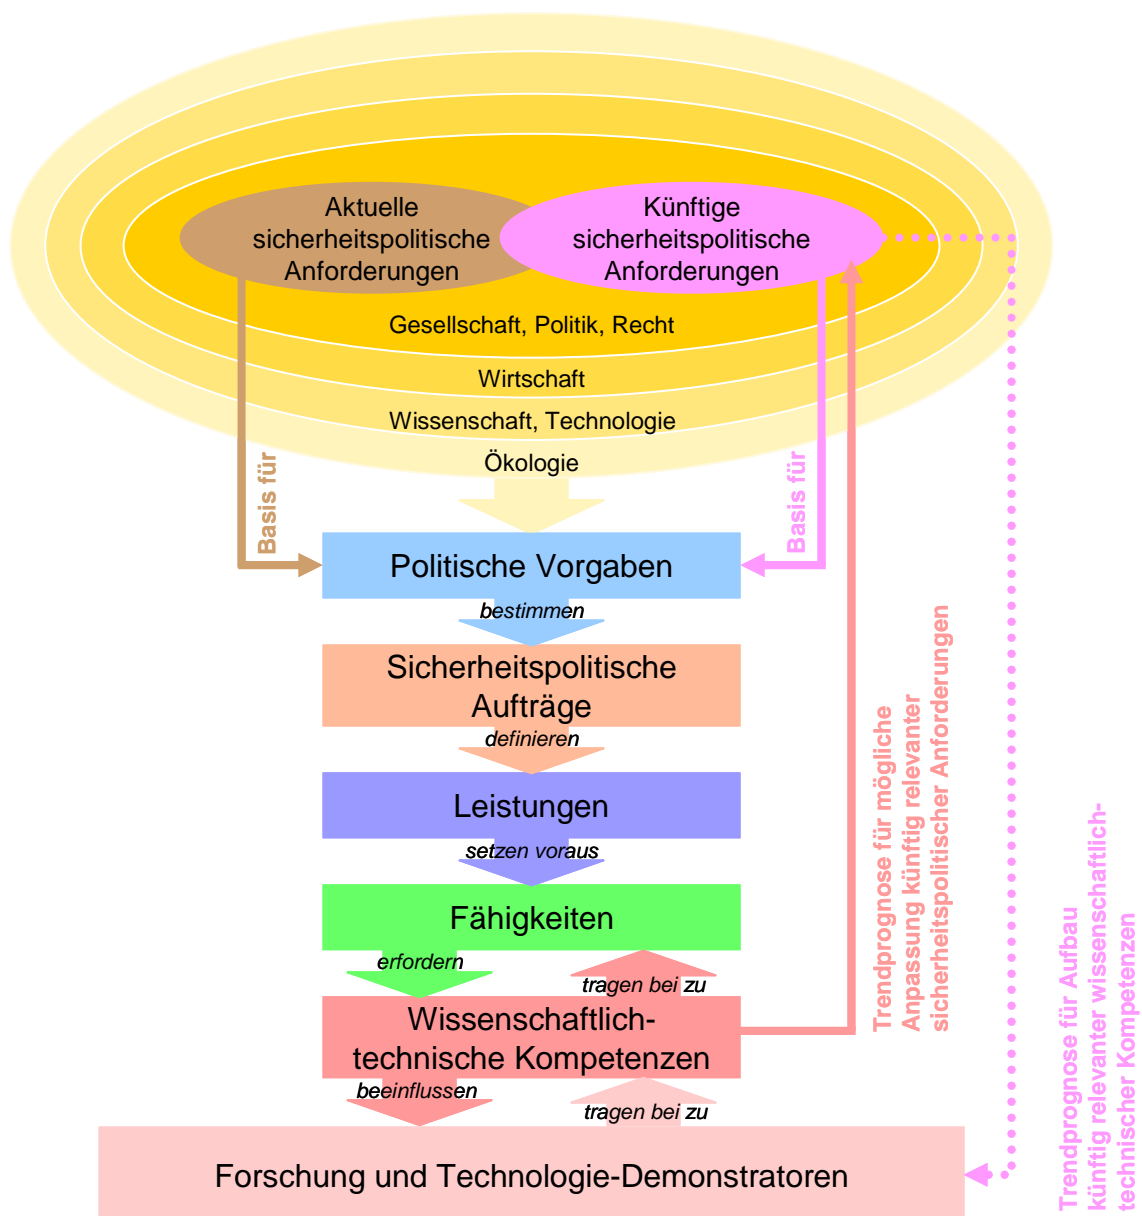 Aktuelle
sicherheitspolitische
Anforderungen
Künftige
sicherheitspolitische
Anforderungen
Gesellschaft, Politik, Recht
Wirtschaft
Wissenschaft, Technologie
Ökologie
Basis für
Basis für
Politische Vorgaben
bestimmen
Sicherheitspolitische
Aufträge
definieren
Leistungen
setzen voraus
Fähigkeiten
erfordern
tragen bei zu
Wissenschaftlich-
technische Kompetenzen
beeinflussen
tragen bei zu
Forschung und Technologie-Demonstratoren
Trendprognose für mögliche
Anpassung künftig relevanter
sicherheitspolitischer Anforderungen
Trendprognose für Aufbau
künftig relevanter wissenschaftlich-
technischer Kompetenzen